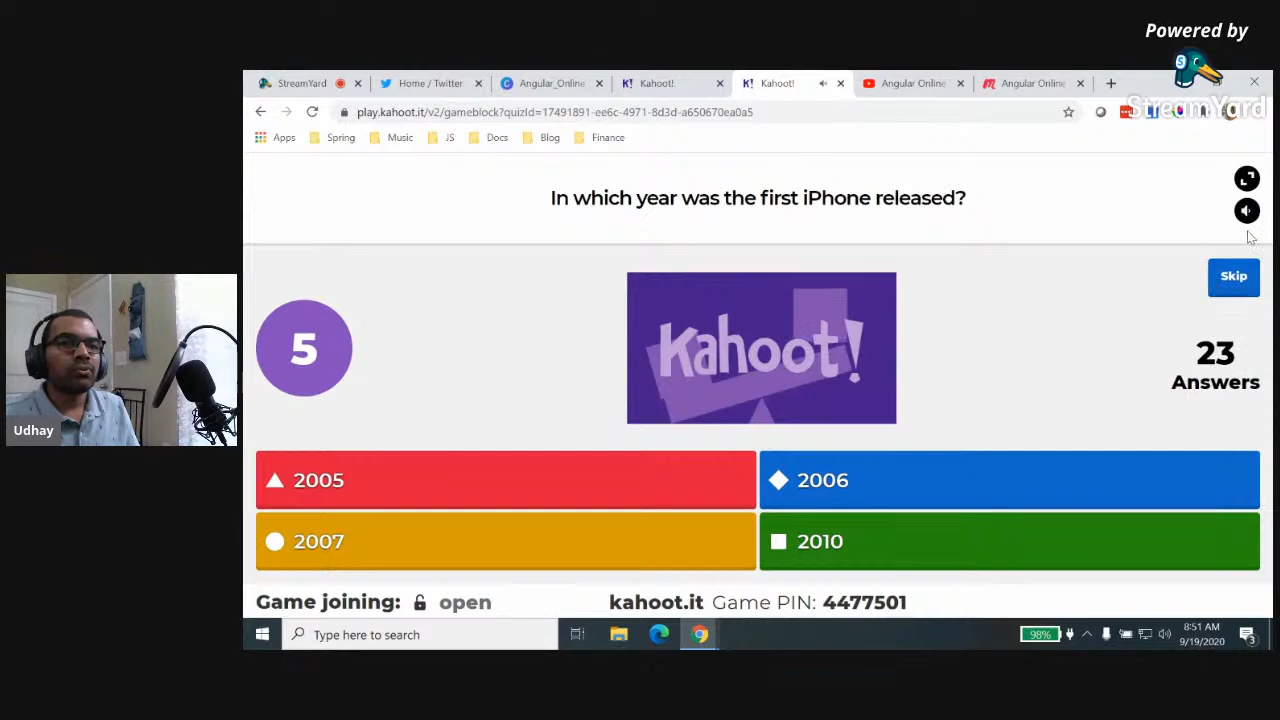 Powered by
StreamYard
StreamYard
Home / Twitter
Angular_Online
Kahoot!
Kahoot!
Angular Online
Angular Online
play.kahoot.it/v2/gameblock?quizId=17491891-ee6c-4971-8d3d-a650670ea0a5
Apps
Spring
Music
JS
Docs
Blog
Finance
In which year was the first iPhone released?
Skip
5
Kahoot!
23
Answers
Udhay
2005
2006
2007
2010
Game joining: open
kahoot.it Game PIN: 4477501
Type here to search
98%
8:51 AM
9/19/2020
3